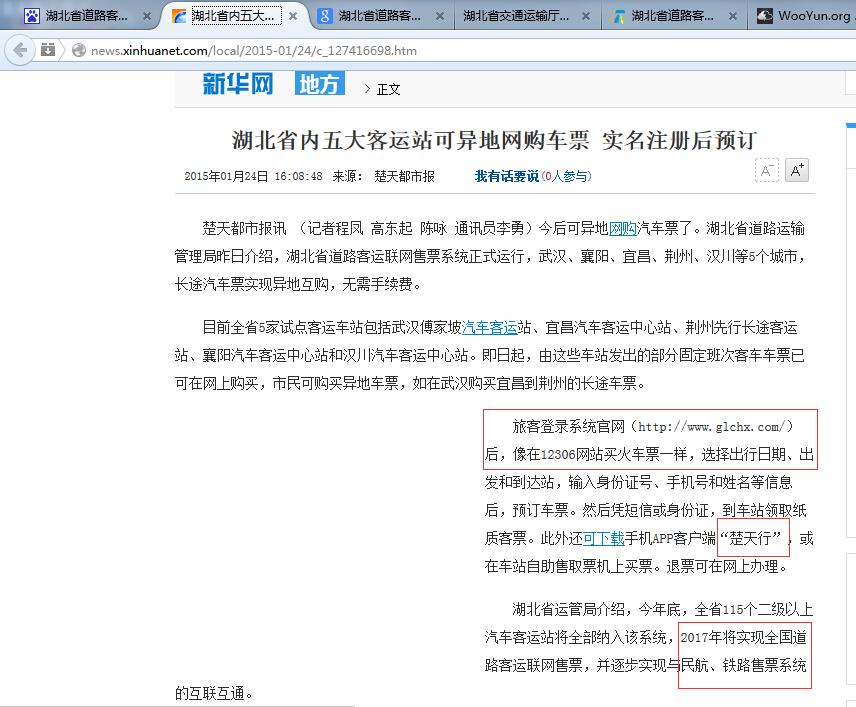 湖北省道路客...
湖北省内五大...
湖北省道路客...
湖北省交通运输厅...
湖北省道路客...
WooYun.org
news.xinhuanet.com/local/2015-01/24/c_127416698.htm
新华网 地方 > 正文
湖北省内五大客运站可异地网购车票 实名注册后预订
2015年01月24日 16:08:48 来源： 楚天都市报 我有话要说(0人参与)
A- A+
楚天都市报讯 （记者程凤 高东起 陈咏 通讯员李勇）今后可异地网购汽车票了。湖北省道路运输
管理局昨日介绍，湖北省道路客运联网售票系统正式运行，武汉、襄阳、宜昌、荆州、汉川等5个城市，
长途汽车票实现异地互购，无需手续费。
目前全省5家试点客运车站包括武汉傅家坡汽车客运站、宜昌汽车客运中心站、荆州先行长途客运
站、襄阳汽车客运中心站和汉川汽车客运中心站。即日起，由这些车站发出的部分固定班次客车车票已
可在网上购买，市民可购买异地车票，如在武汉购买宜昌到荆州的长途车票。
旅客登录系统官网（http://www.glchx.com/）
后，像在12306网站买火车票一样，选择出行日期、出
发和到达站，输入身份证号、手机号和姓名等信息
后，预订车票。然后凭短信或身份证，到车站领取纸
质客票。此外还可下载手机APP客户端“楚天行”，或
在车站自助售取票机上买票。退票可在网上办理。
湖北省运管局介绍，今年底，全省115个二级以上
汽车客运站将全部纳入该系统，2017年将实现全国道
路客运联网售票，并逐步实现与民航、铁路售票系统
的互联互通。